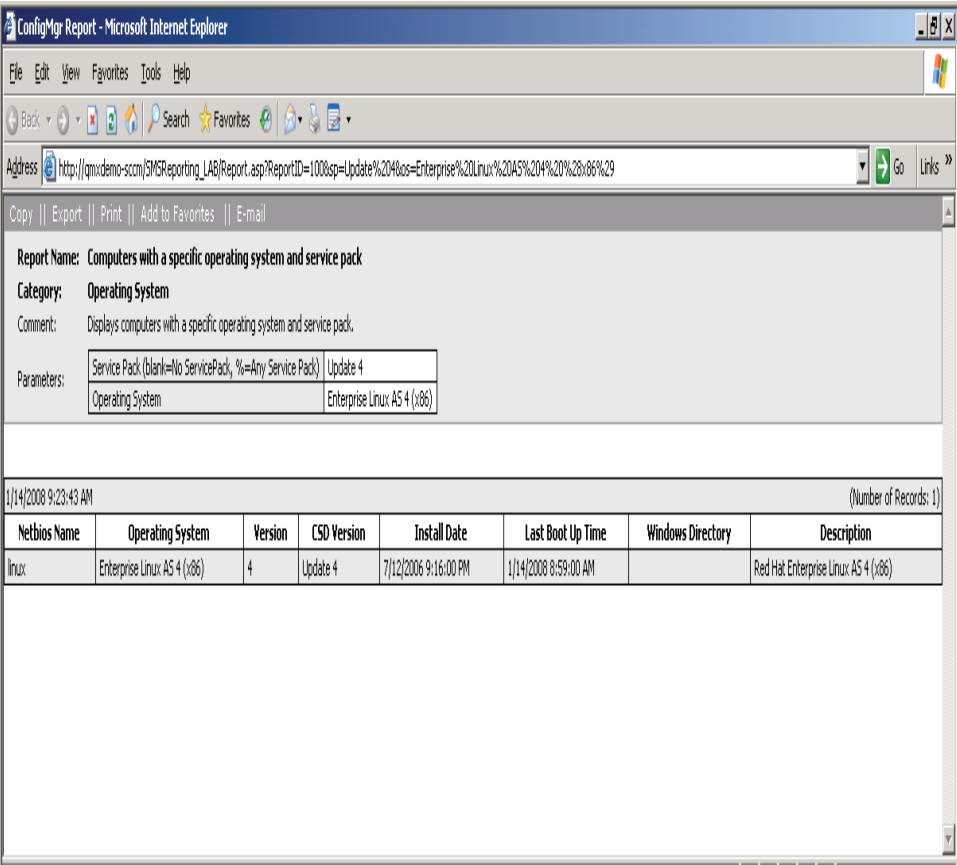 ConfigMgr Report - Microsoft Internet Explorer
File Edit View Favorites Tools Help
Back Search Favorites
Address http://qmxdemo-sccm/SMSReporting_LAB/Report.asp?ReportID=100&sp=Update%204&os=Enterprise%20Linux%20AS%204%20%28x86%29 Go Links »
Copy || Export || Print || Add to Favorites || E-mail
Report Name: Computers with a specific operating system and service pack
Category: Operating System
Comment: Displays computers with a specific operating system and service pack.
Parameters:
Service Pack (blank=No ServicePack, %=Any Service Pack) Update 4
Operating System Enterprise Linux AS 4 (x86)
1/14/2008 9:23:43 AM (Number of Records: 1)
Netbios Name Operating System Version CSD Version Install Date Last Boot Up Time Windows Directory Description
linux Enterprise Linux AS 4 (x86) 4 Update 4 7/12/2006 9:16:00 PM 1/14/2008 8:59:00 AM Red Hat Enterprise Linux AS 4 (x86)